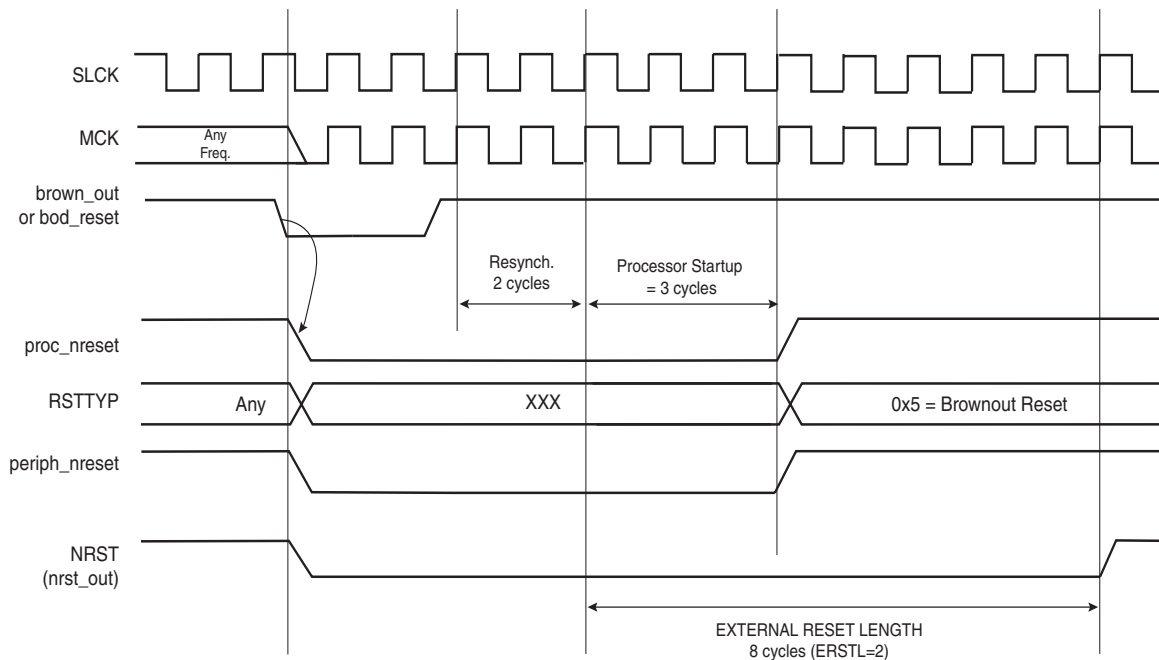 SLCK
MCK
Any
Freq.
brown_out
or bod_reset
Resynch.
2 cycles
Processor Startup
= 3 cycles
proc_nreset
RSTTYP
Any
XXX
0x5 = Brownout Reset
periph_nreset
NRST
(nrst_out)
EXTERNAL RESET LENGTH
8 cycles (ERSTL=2)